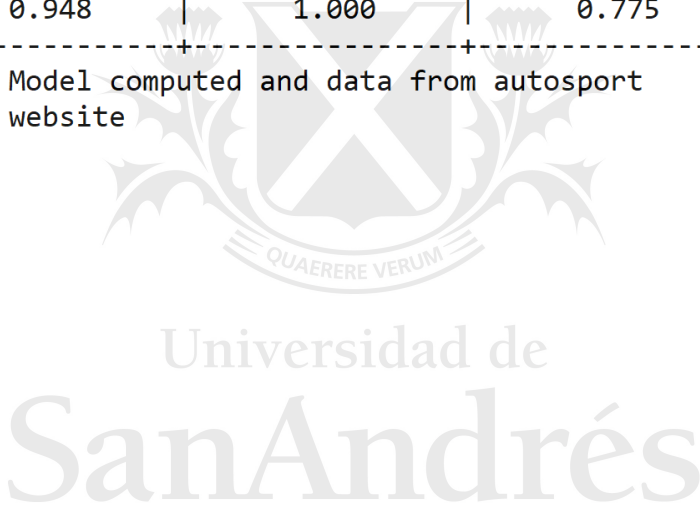 0.948 | 1.000 | 0.775
-----------+---------------+-------------
Model computed and data from autosport
website
QUAERERE VERUM
Universidad de
SanAndrés